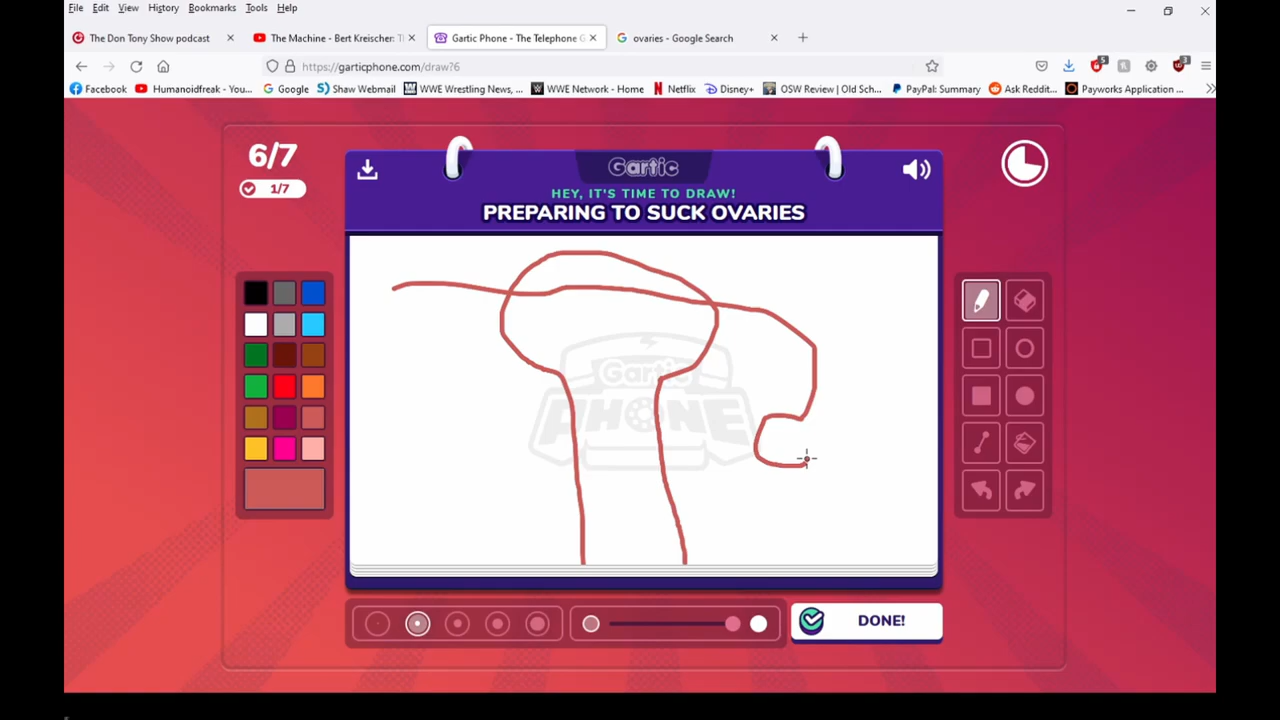 File Edit View History Bookmarks Tools Help
The Don Tony Show podcast
The Machine - Bert Kreischer: T
Gartic Phone - The Telephone G
ovaries - Google Search
https://garticphone.com/draw?6
5
3
Facebook
Humanoidfreak - You...
Google
Shaw Webmail
WWE Wrestling News, ...
WWE Network - Home
Netflix
Disney+
OSW Review | Old Sch...
PayPal: Summary
Ask Reddit...
Payworks Application ...
6/7
1/7
Gartic
HEY, IT'S TIME TO DRAW!
PREPARING TO SUCK OVARIES
Gartic
PHONE
DONE!